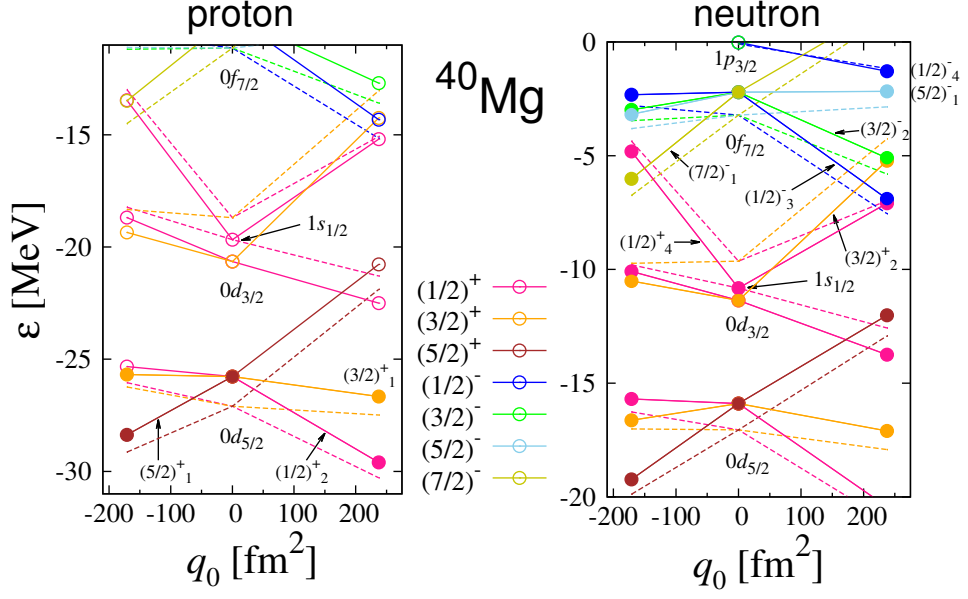 proton
neutron
⁴⁰Mg
ε [MeV]
-15
-20
-25
-30
0f₇/₂
1s₁/₂
0d₃/₂
(3/2)⁺₁
0d₅/₂
(5/2)⁺₁
(1/2)⁺₂
-200 -100 0 100 200
q₀ [fm²]
(1/2)⁺
(3/2)⁺
(5/2)⁺
(1/2)⁻
(3/2)⁻
(5/2)⁻
(7/2)⁻
0
-5
-10
-15
-20
1p₃/₂
(1/2)⁻₄
(5/2)⁻₁
(3/2)⁻₂
0f₇/₂
(7/2)⁻₁
(1/2)⁻₃
(1/2)⁺₄
(3/2)⁺₂
1s₁/₂
0d₃/₂
0d₅/₂
-200 -100 0 100 200
q₀ [fm²]